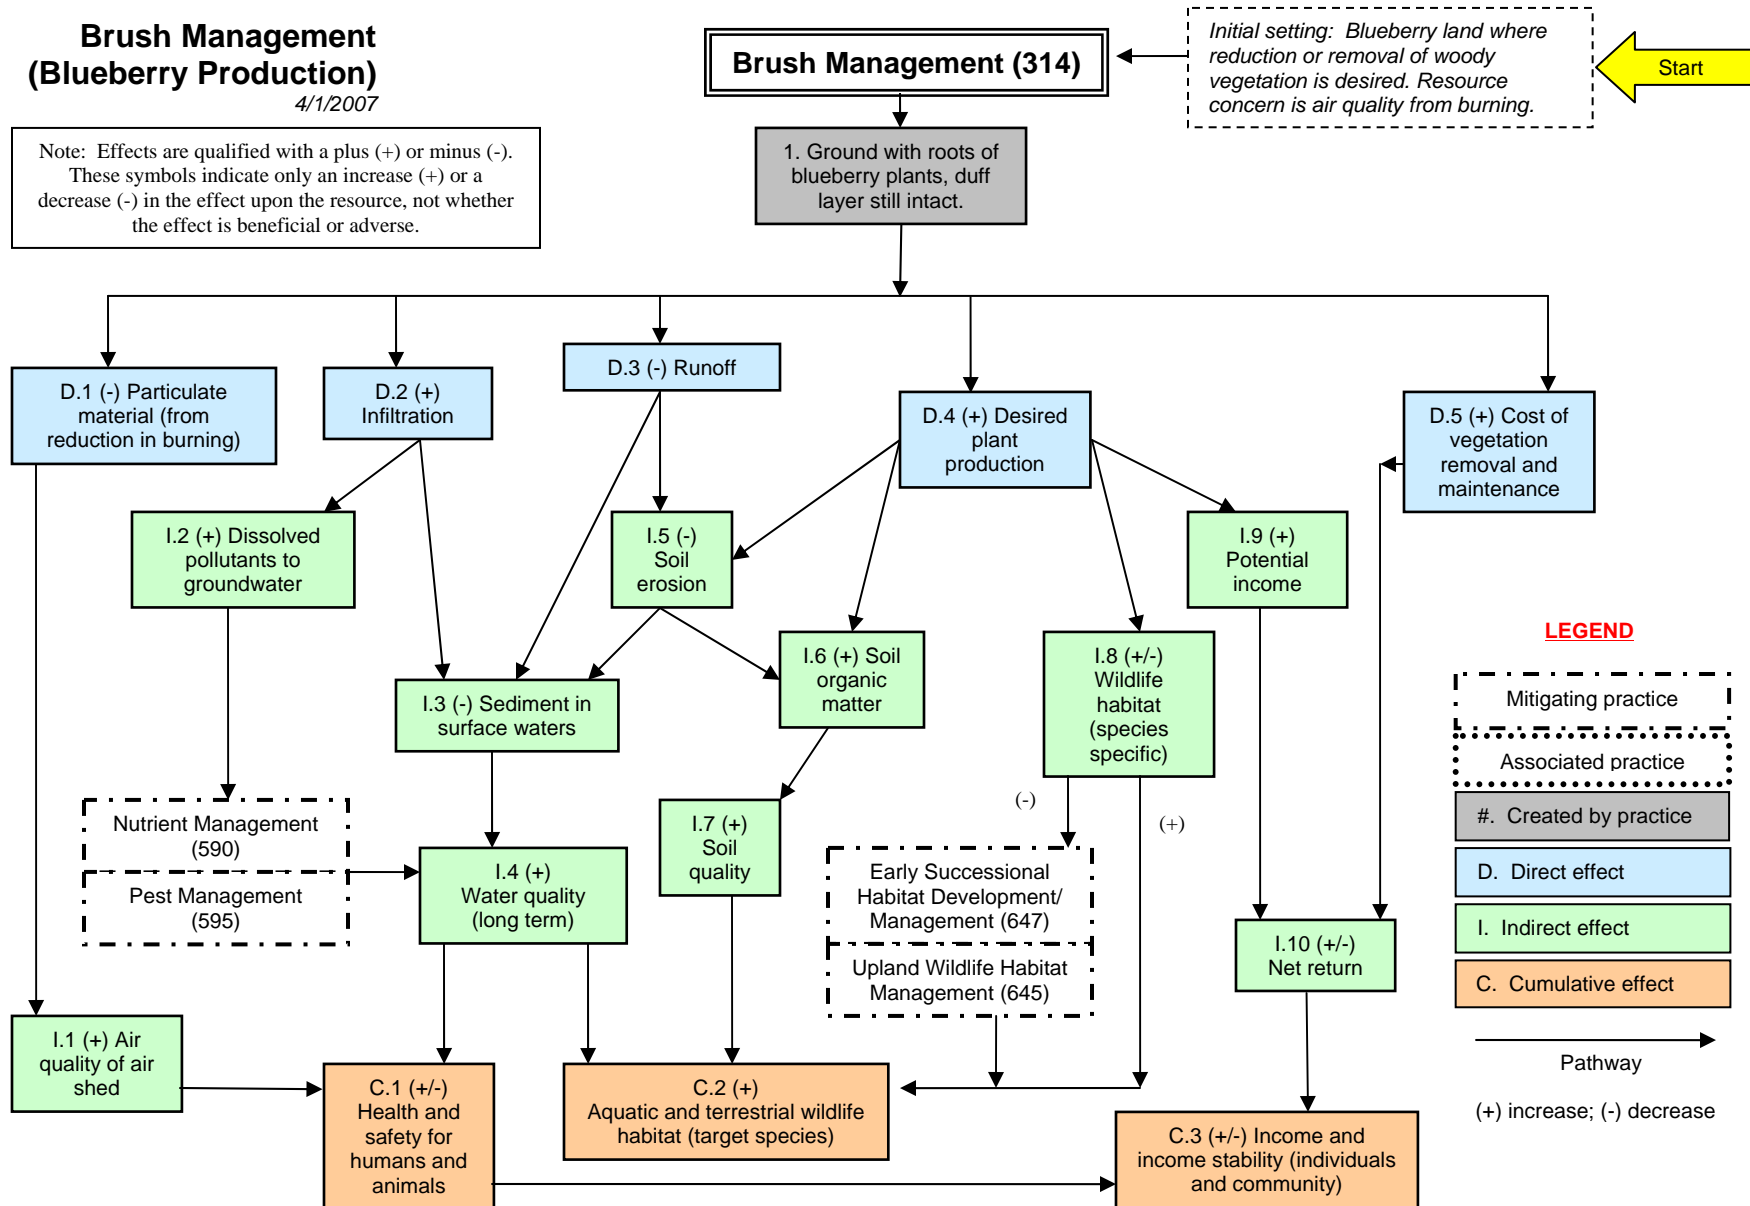 Brush Management
(Blueberry Production)
4/1/2007
Note: Effects are qualified with a plus (+) or minus (-).
These symbols indicate only an increase (+) or a
decrease (-) in the effect upon the resource, not whether
the effect is beneficial or adverse.
Brush Management (314)
Initial setting: Blueberry land where
reduction or removal of woody
vegetation is desired. Resource
concern is air quality from burning.
Start
1. Ground with roots of
blueberry plants, duff
layer still intact.
D.1 (-) Particulate
material (from
reduction in burning)
D.2 (+)
Infiltration
D.3 (-) Runoff
D.4 (+) Desired
plant
production
D.5 (+) Cost of
vegetation
removal and
maintenance
I.2 (+) Dissolved
pollutants to
groundwater
I.5 (-)
Soil
erosion
I.9 (+)
Potential
income
I.3 (-) Sediment in
surface waters
I.6 (+) Soil
organic
matter
I.8 (+/-)
Wildlife
habitat
(species
specific)
(-)
(+)
Nutrient Management
(590)
Pest Management
(595)
I.4 (+)
Water quality
(long term)
I.7 (+)
Soil
quality
Early Successional
Habitat Development/
Management (647)
Upland Wildlife Habitat
Management (645)
I.10 (+/-)
Net return
I.1 (+) Air
quality of air
shed
C.1 (+/-)
Health and
safety for
humans and
animals
C.2 (+)
Aquatic and terrestrial wildlife
habitat (target species)
C.3 (+/-) Income and
income stability (individuals
and community)
LEGEND
Mitigating practice
Associated practice
#. Created by practice
D. Direct effect
I. Indirect effect
C. Cumulative effect
Pathway
(+) increase; (-) decrease